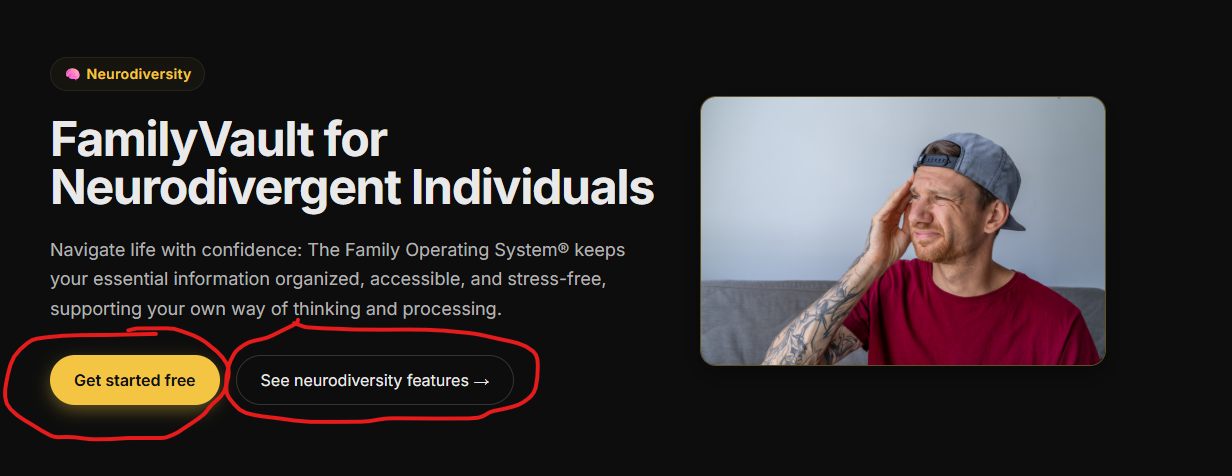 🧠 Neurodiversity
FamilyVault for
Neurodivergent Individuals
Navigate life with confidence: The Family Operating System® keeps
your essential information organized, accessible, and stress-free,
supporting your own way of thinking and processing.
Get started free
See neurodiversity features →